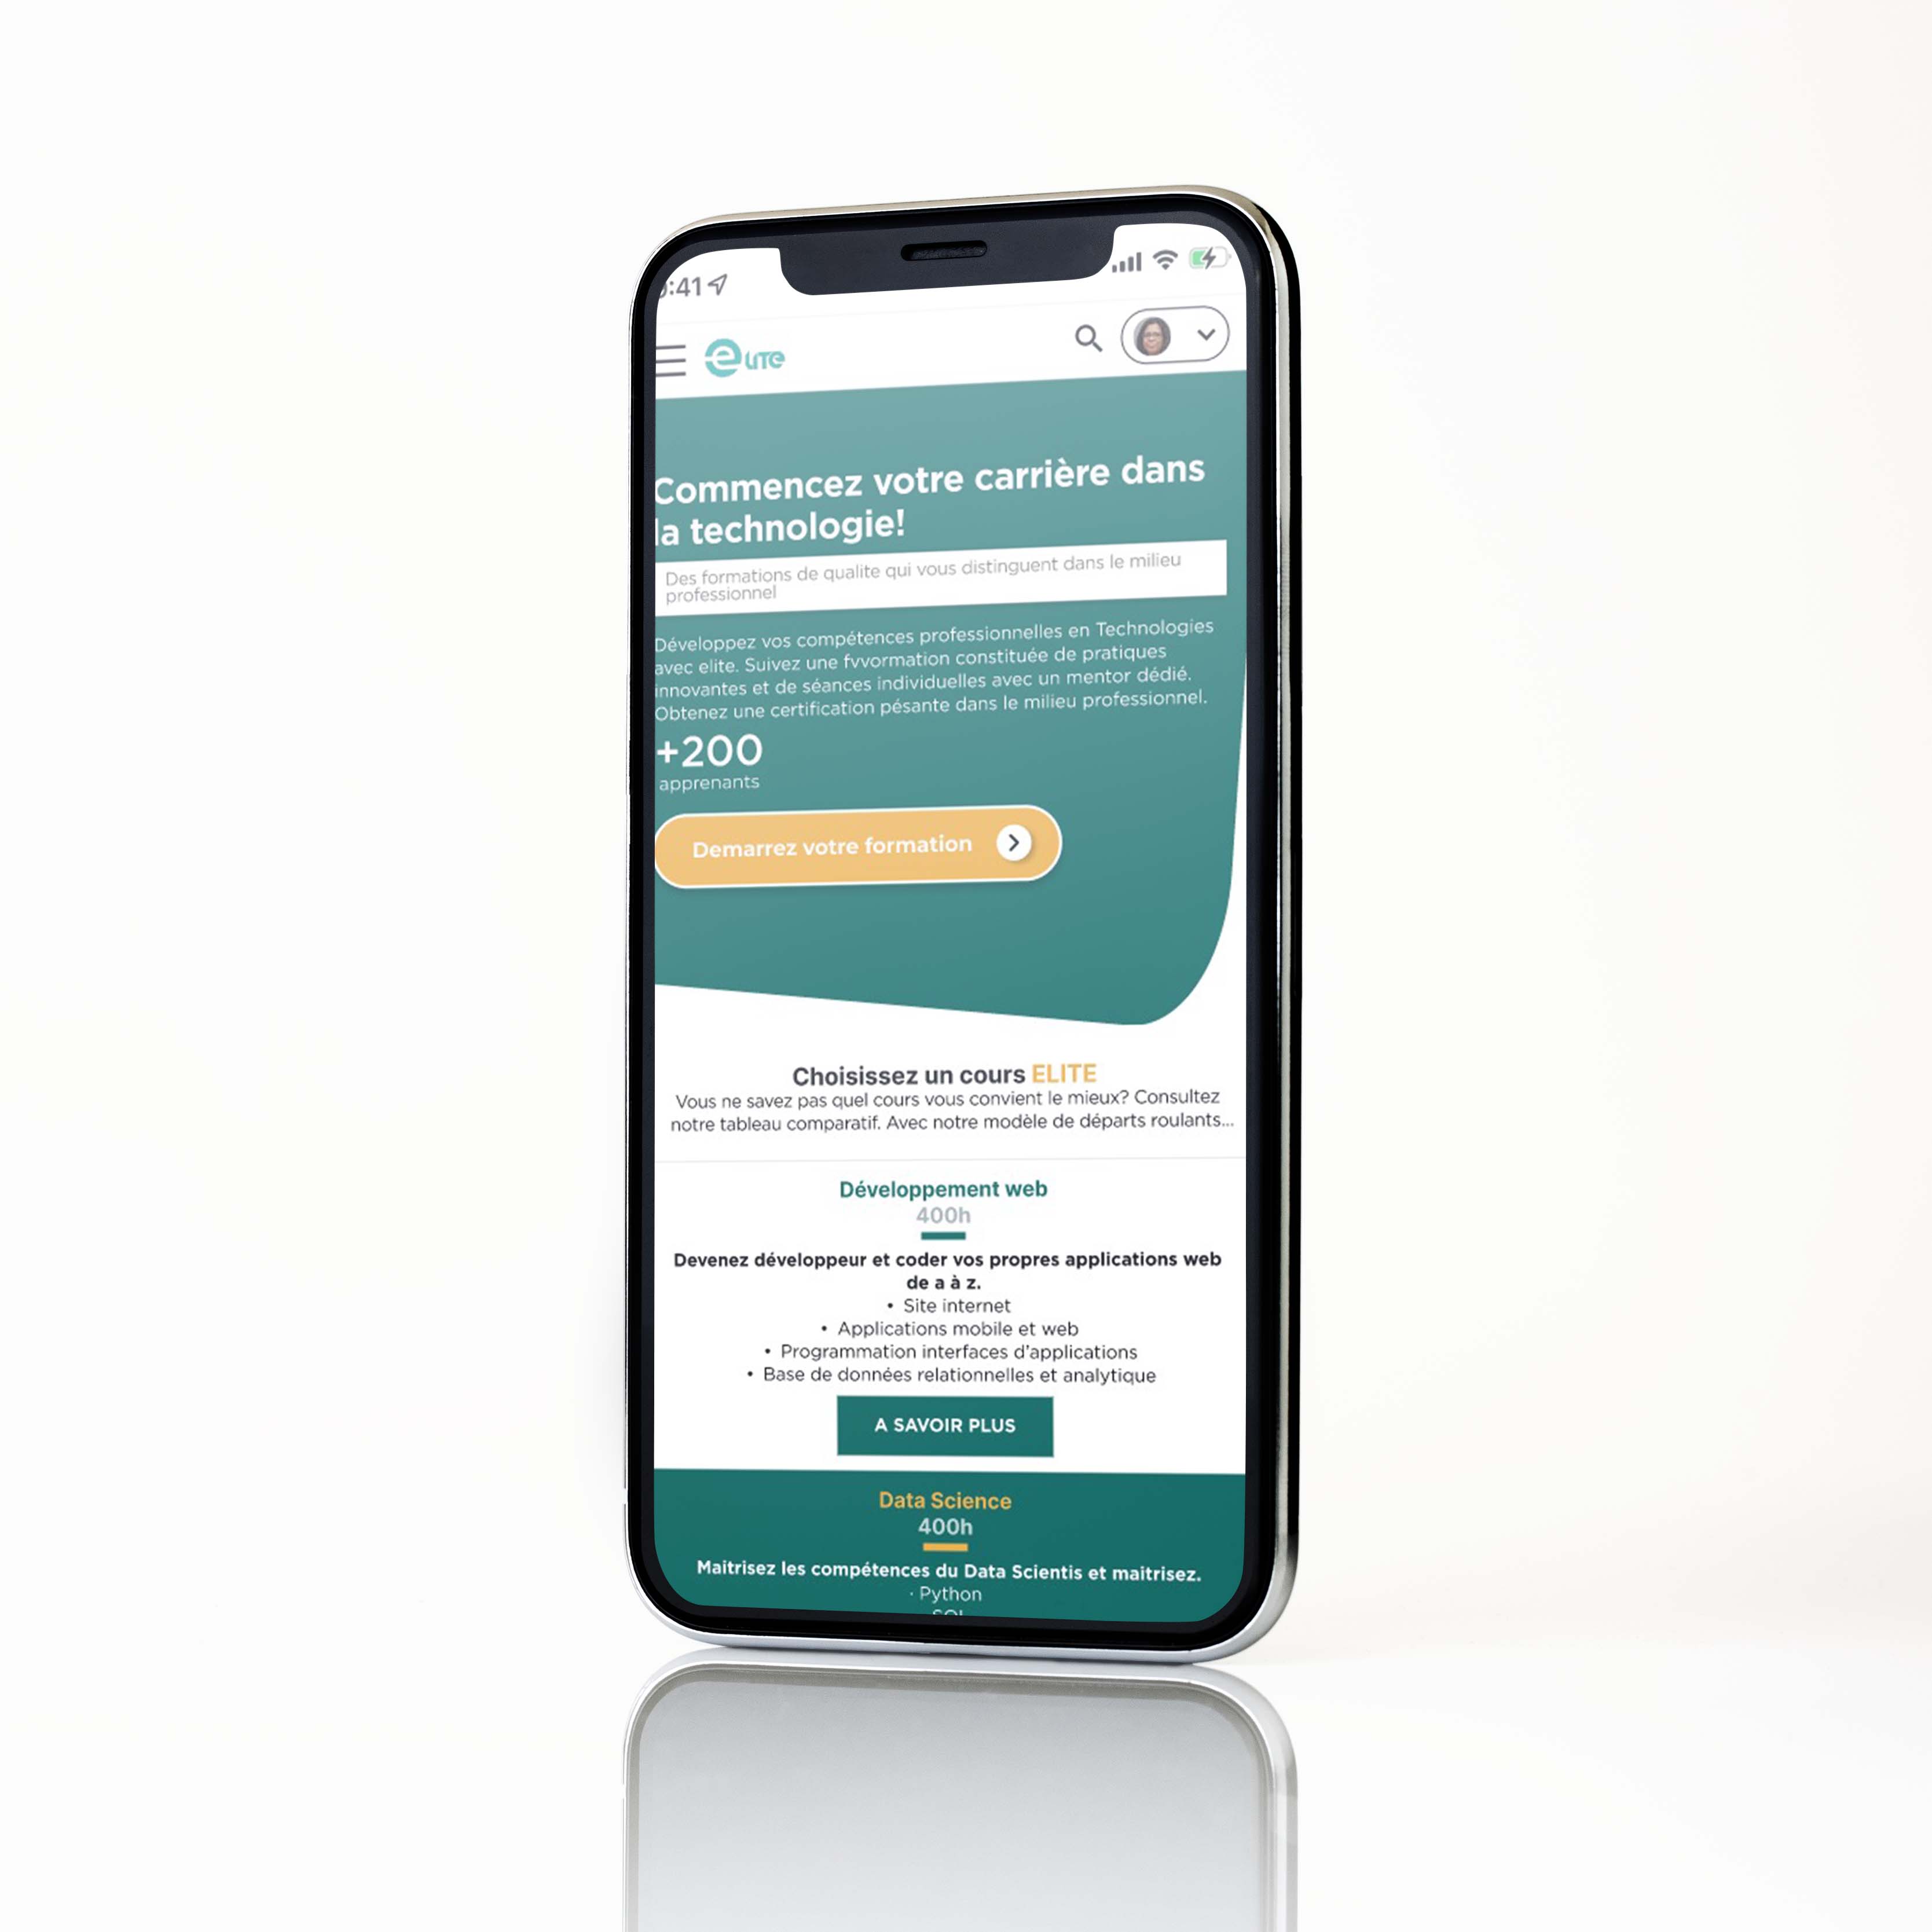 :41
eLITE
Commencez votre carrière dans
la technologie!
Des formations de qualite qui vous distinguent dans le milieu
professionnel
Développez vos compétences professionnelles en Technologies
avec elite. Suivez une fvvormation constituée de pratiques
innovantes et de séances individuelles avec un mentor dédié.
Obtenez une certification pésante dans le milieu professionnel.
+200
apprenants
Demarrez votre formation
Choisissez un cours ELITE
Vous ne savez pas quel cours vous convient le mieux? Consultez
notre tableau comparatif. Avec notre modèle de départs roulants...
Développement web
400h
Devenez développeur et coder vos propres applications web
de a à z.
• Site internet
• Applications mobile et web
• Programmation interfaces d'applications
• Base de données relationnelles et analytique
A SAVOIR PLUS
Data Science
400h
Maitrisez les compétences du Data Scientis et maitrisez.
· Python